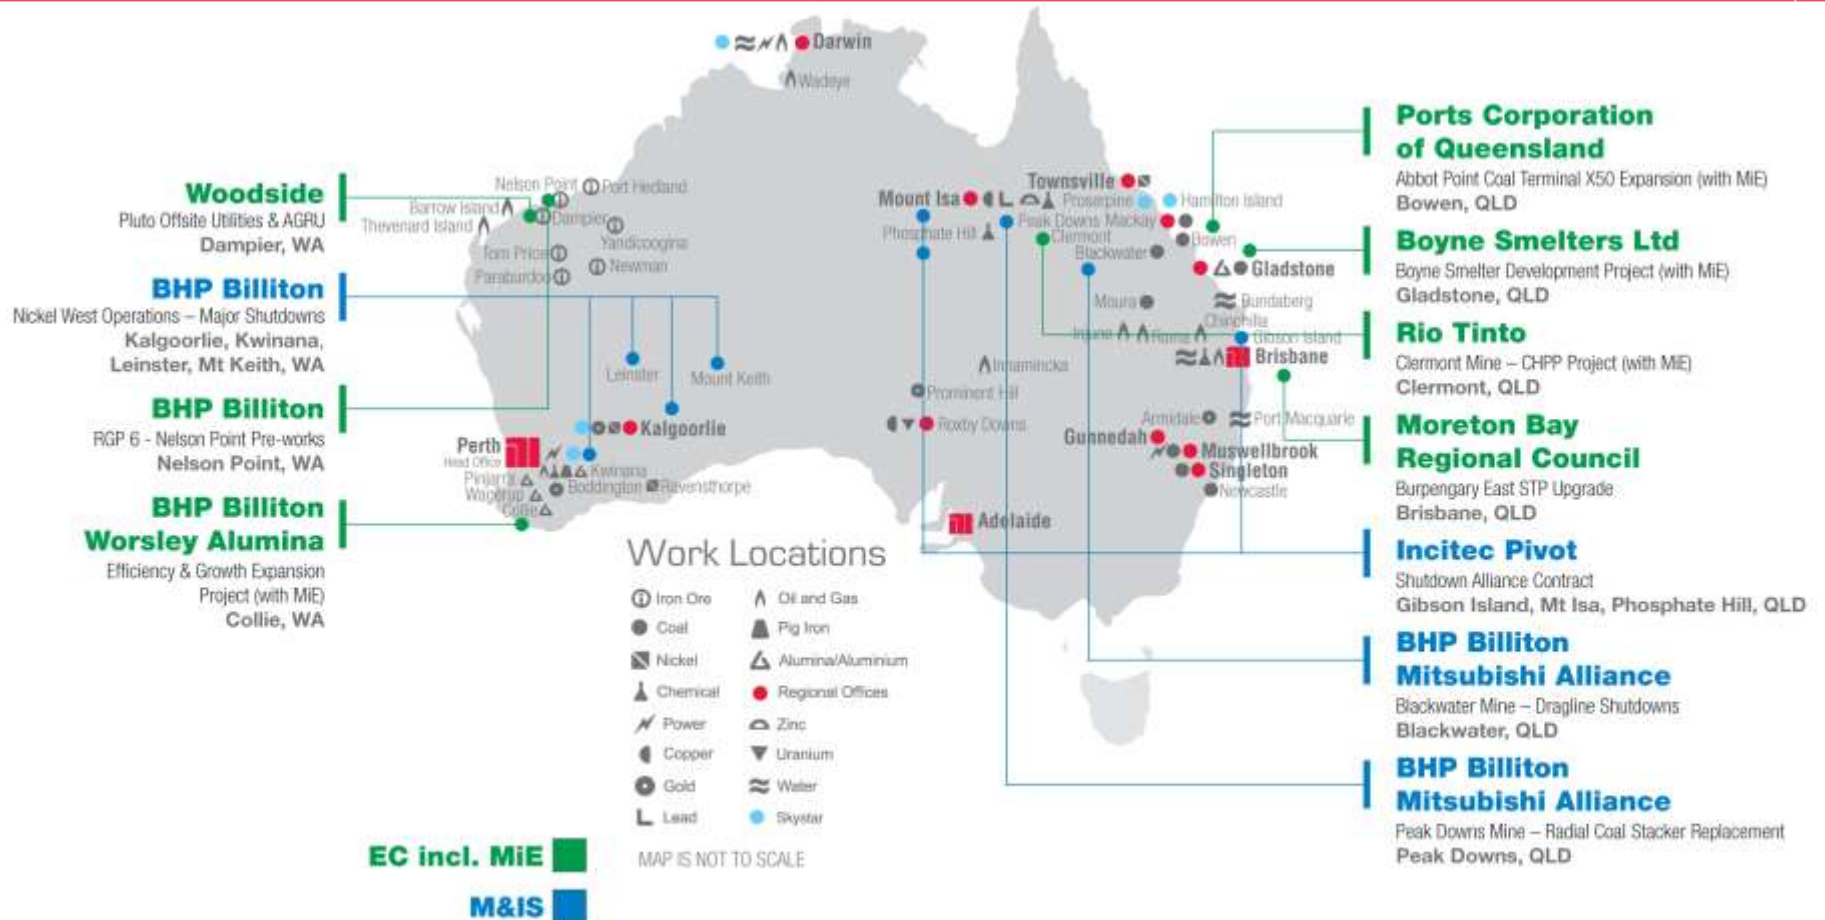 Darwin
Wadeye
Woodside
Pluto Offsite Utilities & AGRU
Dampier, WA
BHP Billiton
Nickel West Operations – Major Shutdowns
Kalgoorlie, Kwinana,
Leinster, Mt Keith, WA
BHP Billiton
RGP 6 - Nelson Point Pre-works
Nelson Point, WA
BHP Billiton
Worsley Alumina
Efficiency & Growth Expansion
Project (with MiE)
Collie, WA
Nelson Point
Port Hedland
Barrow Island
Dampier
Thevenard Island
Yandicoogina
Tom Price
Newman
Paraburdoo
Leinster
Mount Keith
Kalgoorlie
Perth
Head Office
Kwinana
Pinjarra
Boddington
Ravensthorpe
Wagerup
Collie
Townsville
Mount Isa
Proserpine
Hamilton Island
Peak Downs
Mackay
Phosphate Hill
Clermont
Bowen
Blackwater
Gladstone
Moura
Bundaberg
Chinchilla
Injune
Roma
Gibson Island
Brisbane
Innamincka
Prominent Hill
Armidale
Port Macquarie
Roxby Downs
Gunnedah
Muswellbrook
Singleton
Newcastle
Adelaide
Ports Corporation
of Queensland
Abbot Point Coal Terminal X50 Expansion (with MiE)
Bowen, QLD
Boyne Smelters Ltd
Boyne Smelter Development Project (with MiE)
Gladstone, QLD
Rio Tinto
Clermont Mine – CHPP Project (with MiE)
Clermont, QLD
Moreton Bay
Regional Council
Burpengary East STP Upgrade
Brisbane, QLD
Incitec Pivot
Shutdown Alliance Contract
Gibson Island, Mt Isa, Phosphate Hill, QLD
BHP Billiton
Mitsubishi Alliance
Blackwater Mine – Dragline Shutdowns
Blackwater, QLD
BHP Billiton
Mitsubishi Alliance
Peak Downs Mine – Radial Coal Stacker Replacement
Peak Downs, QLD
Work Locations
Iron Ore
Oil and Gas
Coal
Pig Iron
Nickel
Alumina/Aluminium
Chemical
Regional Offices
Power
Zinc
Copper
Uranium
Gold
Water
Lead
Skystar
MAP IS NOT TO SCALE
EC incl. MiE
M&IS